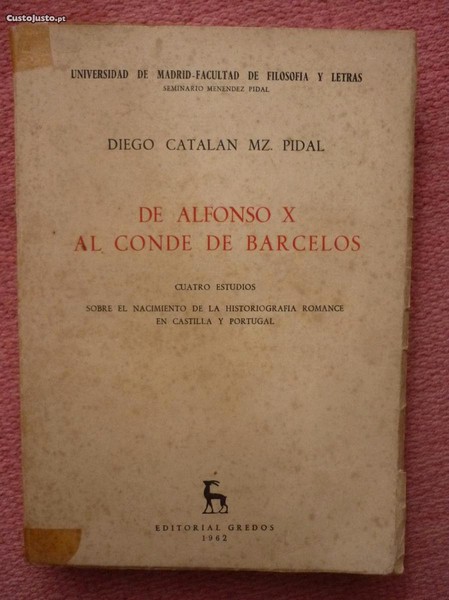 CustoJusto.pt
UNIVERSIDAD DE MADRID-FACULTAD DE FILOSOFIA Y LETRAS
SEMINARIO MENENDEZ PIDAL
DIEGO CATALAN MZ. PIDAL
DE ALFONSO X
AL CONDE DE BARCELOS
CUATRO ESTUDIOS
SOBRE EL NACIMIENTO DE LA HISTORIOGRAFIA ROMANCE
EN CASTILLA Y PORTUGAL
EDITORIAL GREDOS
1962